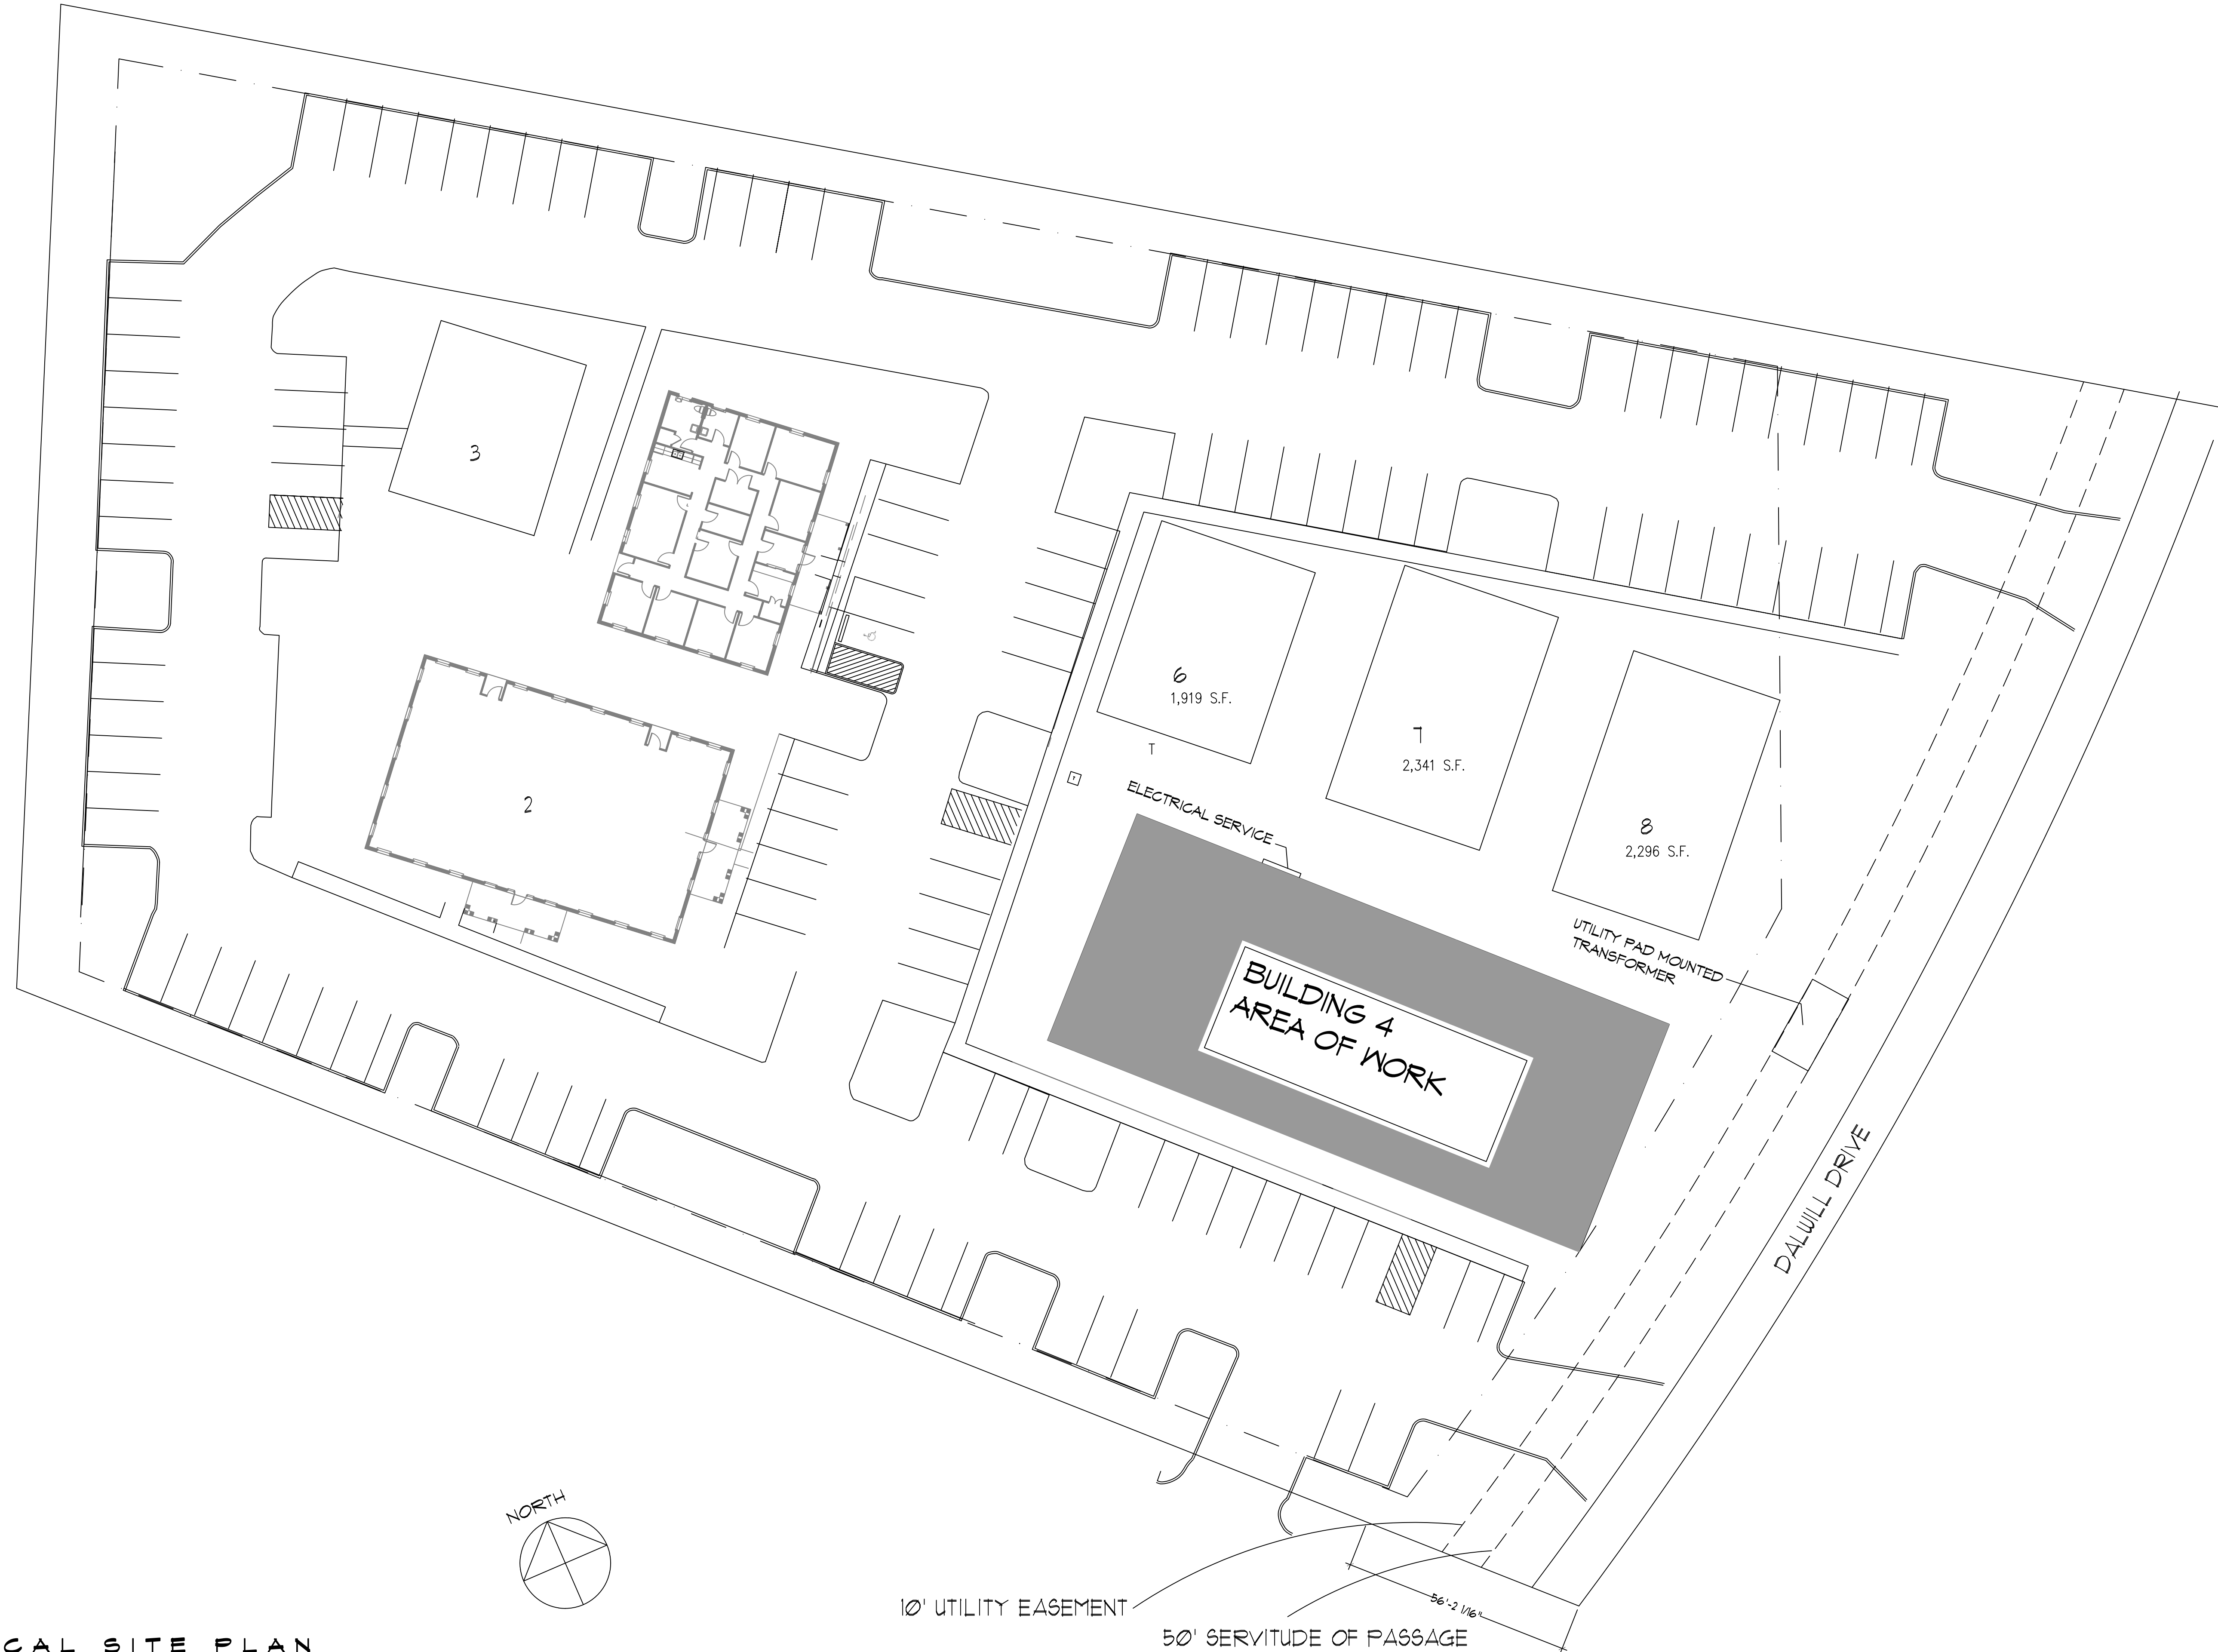 3
2
6
1,919 S.F.
T
7
2,341 S.F.
8
2,296 S.F.
ELECTRICAL SERVICE
UTILITY PAD MOUNTED
TRANSFORMER
BUILDING 4
AREA OF WORK
DALWILL DRIVE
NORTH
10' UTILITY EASEMENT
56'-2 1/16"
50' SERVITUDE OF PASSAGE
CAL SITE PLAN